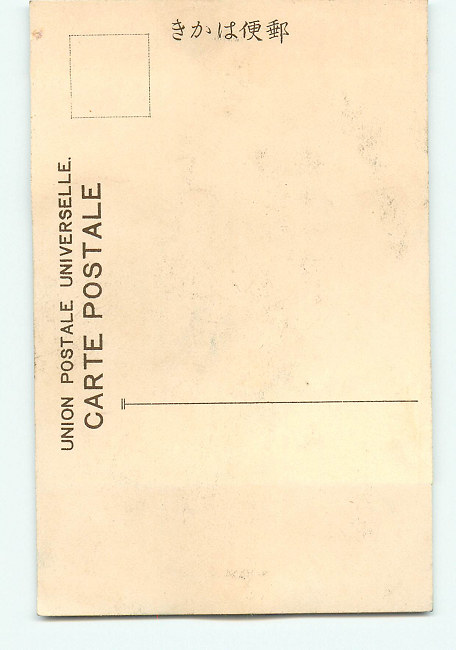 郵便はかき
UNION POSTALE UNIVERSELLE.
CARTE POSTALE